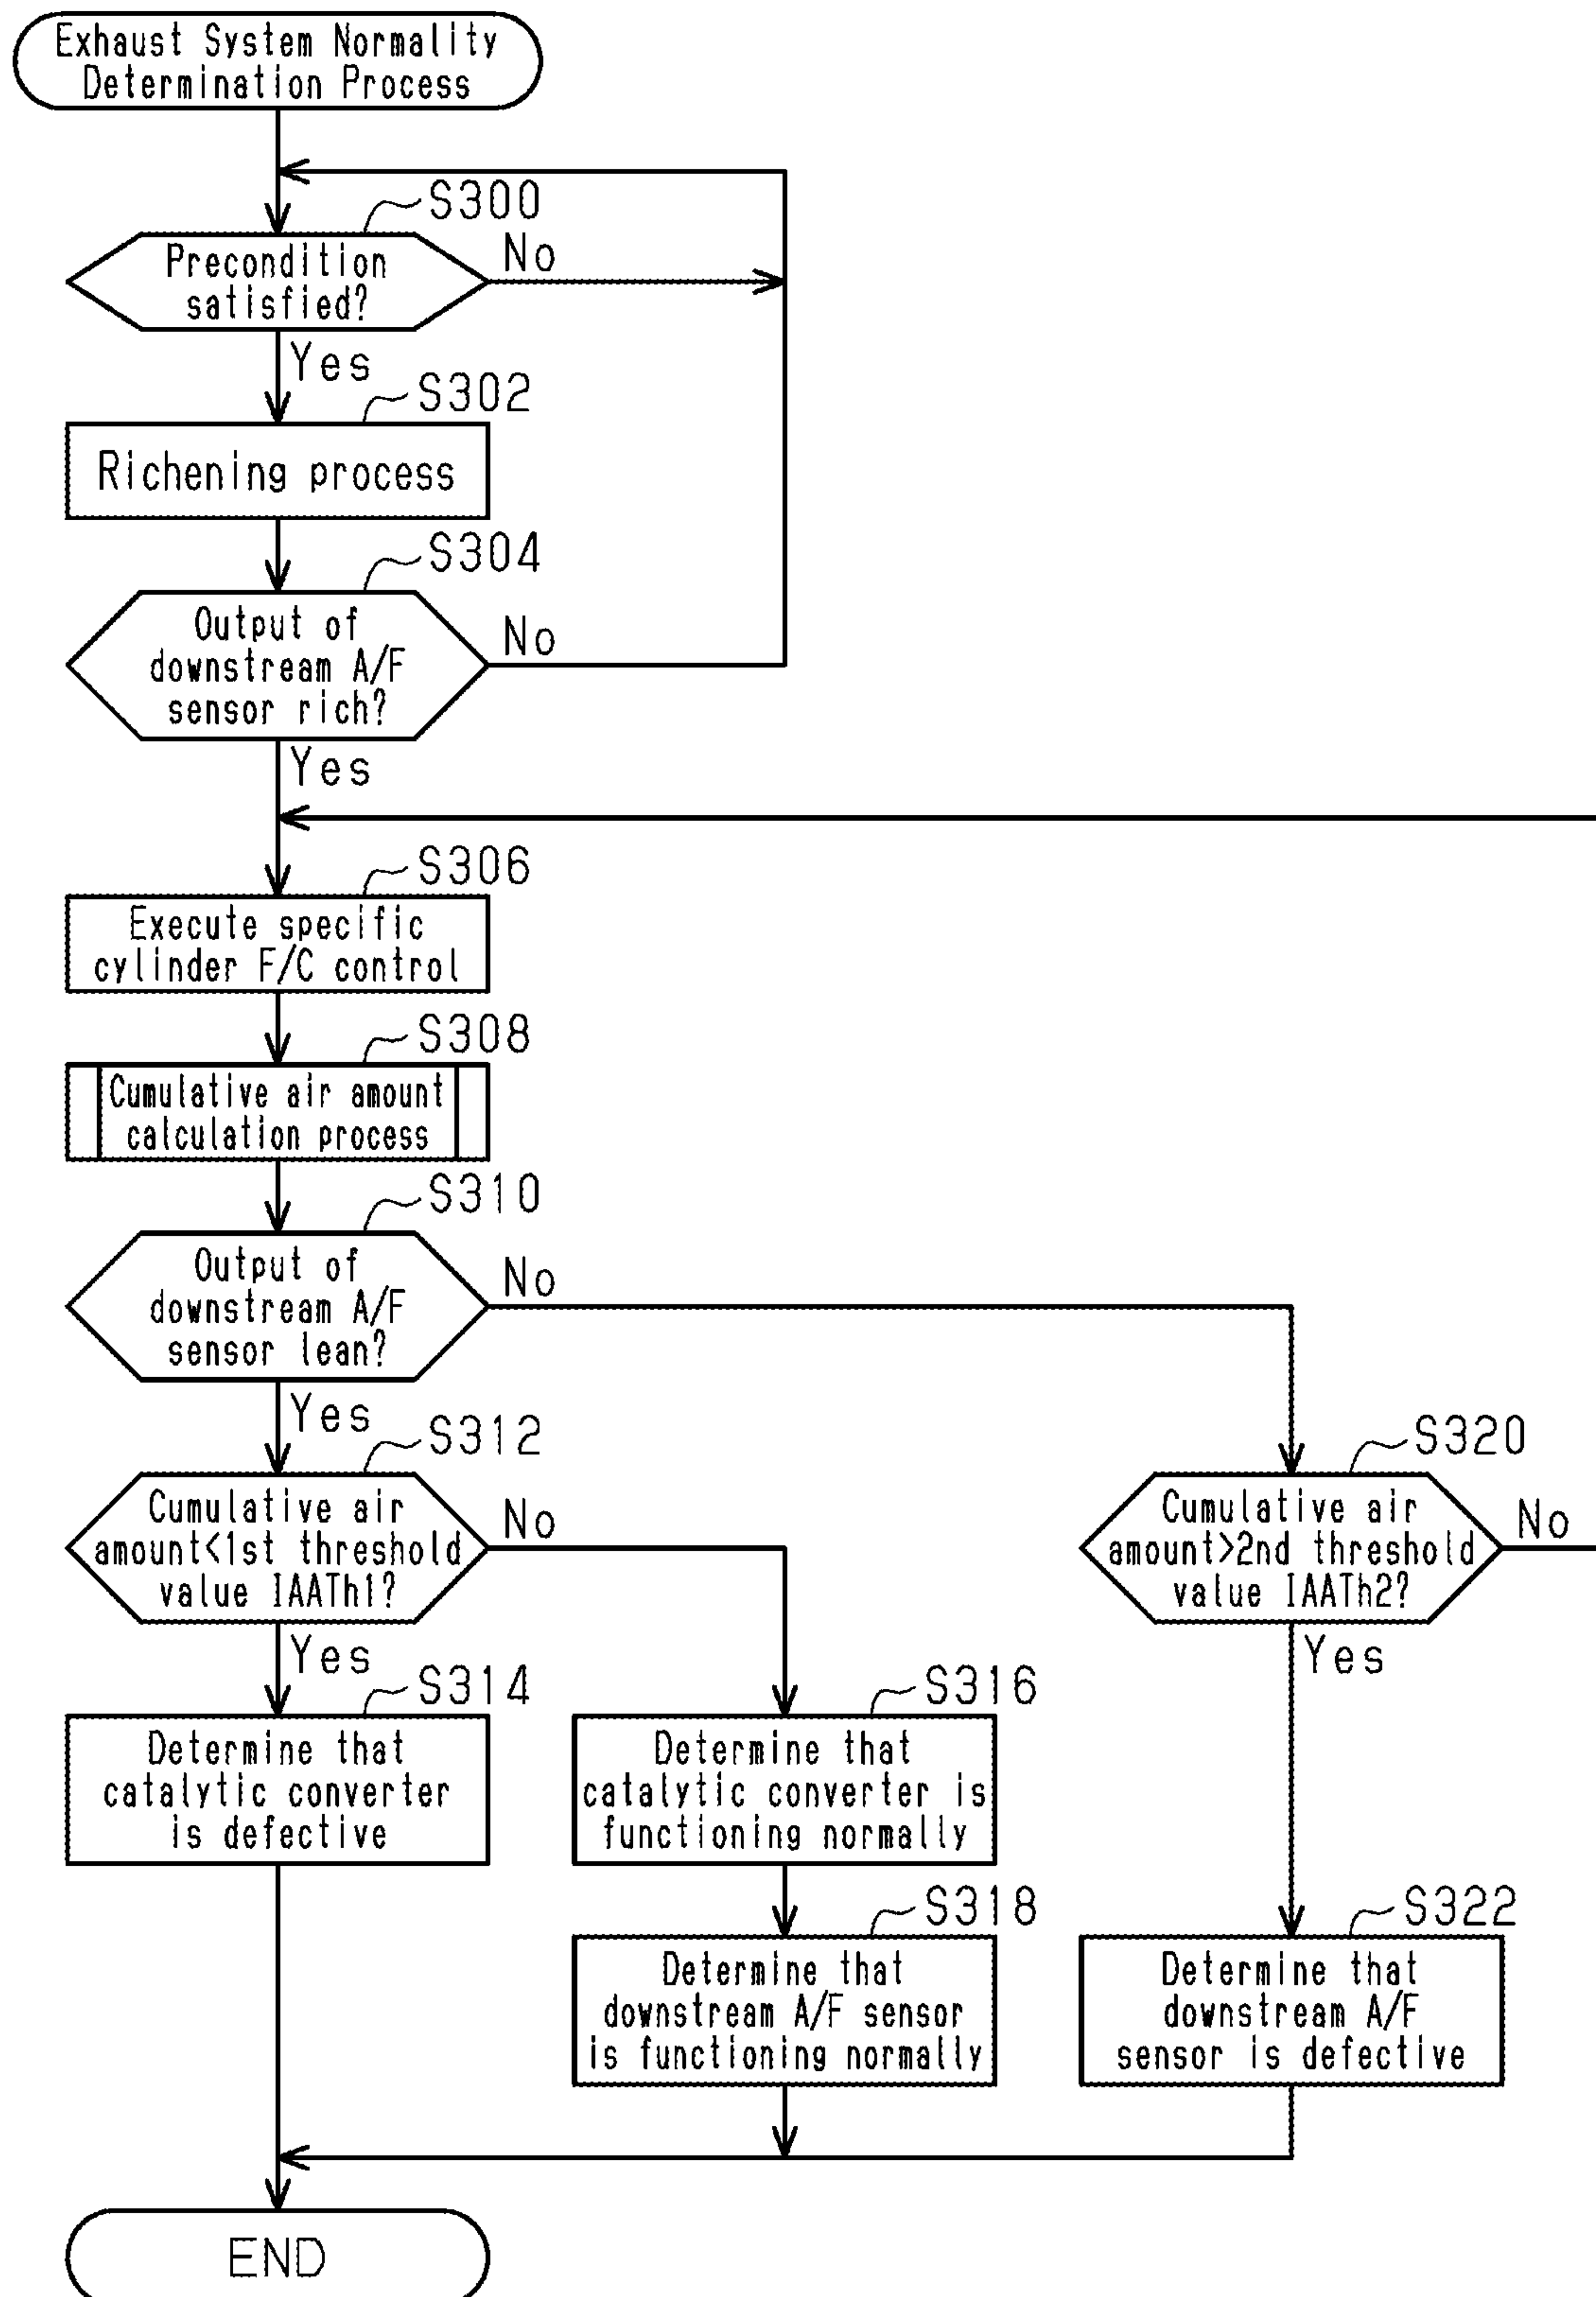 Exhaust System Normality
Determination Process
S300
Precondition
satisfied?
No
Yes
S302
Richening process
S304
Output of
downstream A/F
sensor rich?
No
Yes
S306
Execute specific
cylinder F/C control
S308
Cumulative air amount
calculation process
S310
Output of
downstream A/F
sensor lean?
No
Yes
S312
Cumulative air
amount<1st threshold
value IAATh1?
No
Yes
S320
Cumulative air
amount>2nd threshold
value IAATh2?
No
Yes
S314
Determine that
catalytic converter
is defective
S316
Determine that
catalytic converter is
functioning normally
S318
Determine that
downstream A/F sensor
is functioning normally
S322
Determine that
downstream A/F
sensor is defective
END